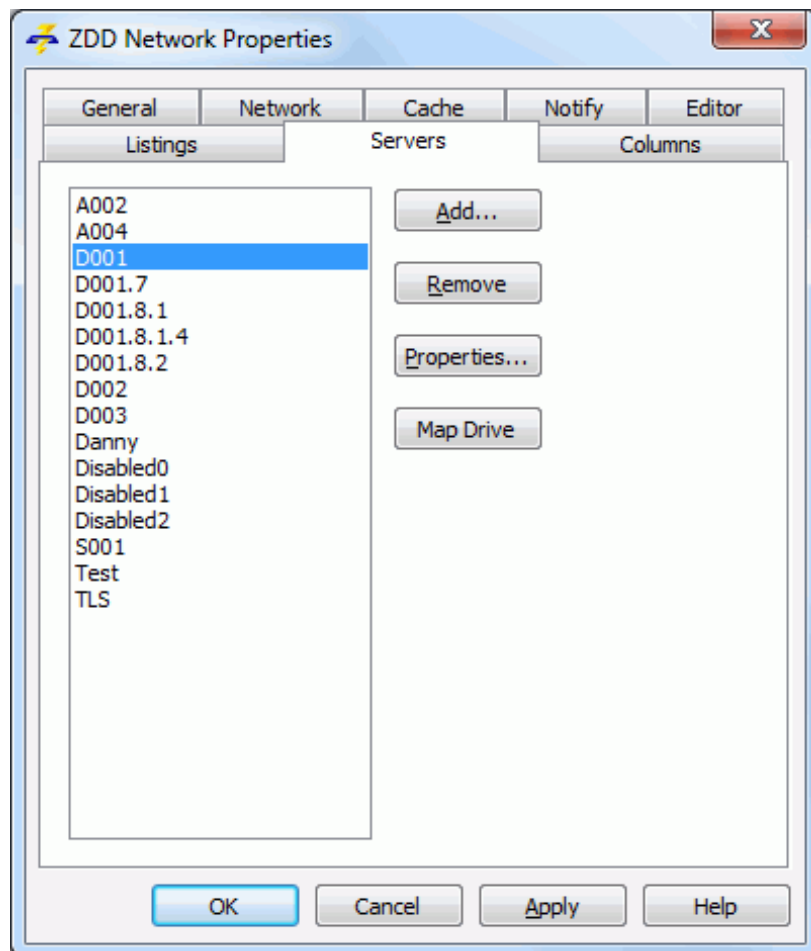 ZDD Network Properties
General Network Cache Notify Editor
Listings Servers Columns
A002
A004
D001
D001.7
D001.8.1
D001.8.1.4
D001.8.2
D002
D003
Danny
Disabled0
Disabled1
Disabled2
S001
Test
TLS
Add...
Remove
Properties...
Map Drive
OK Cancel Apply Help